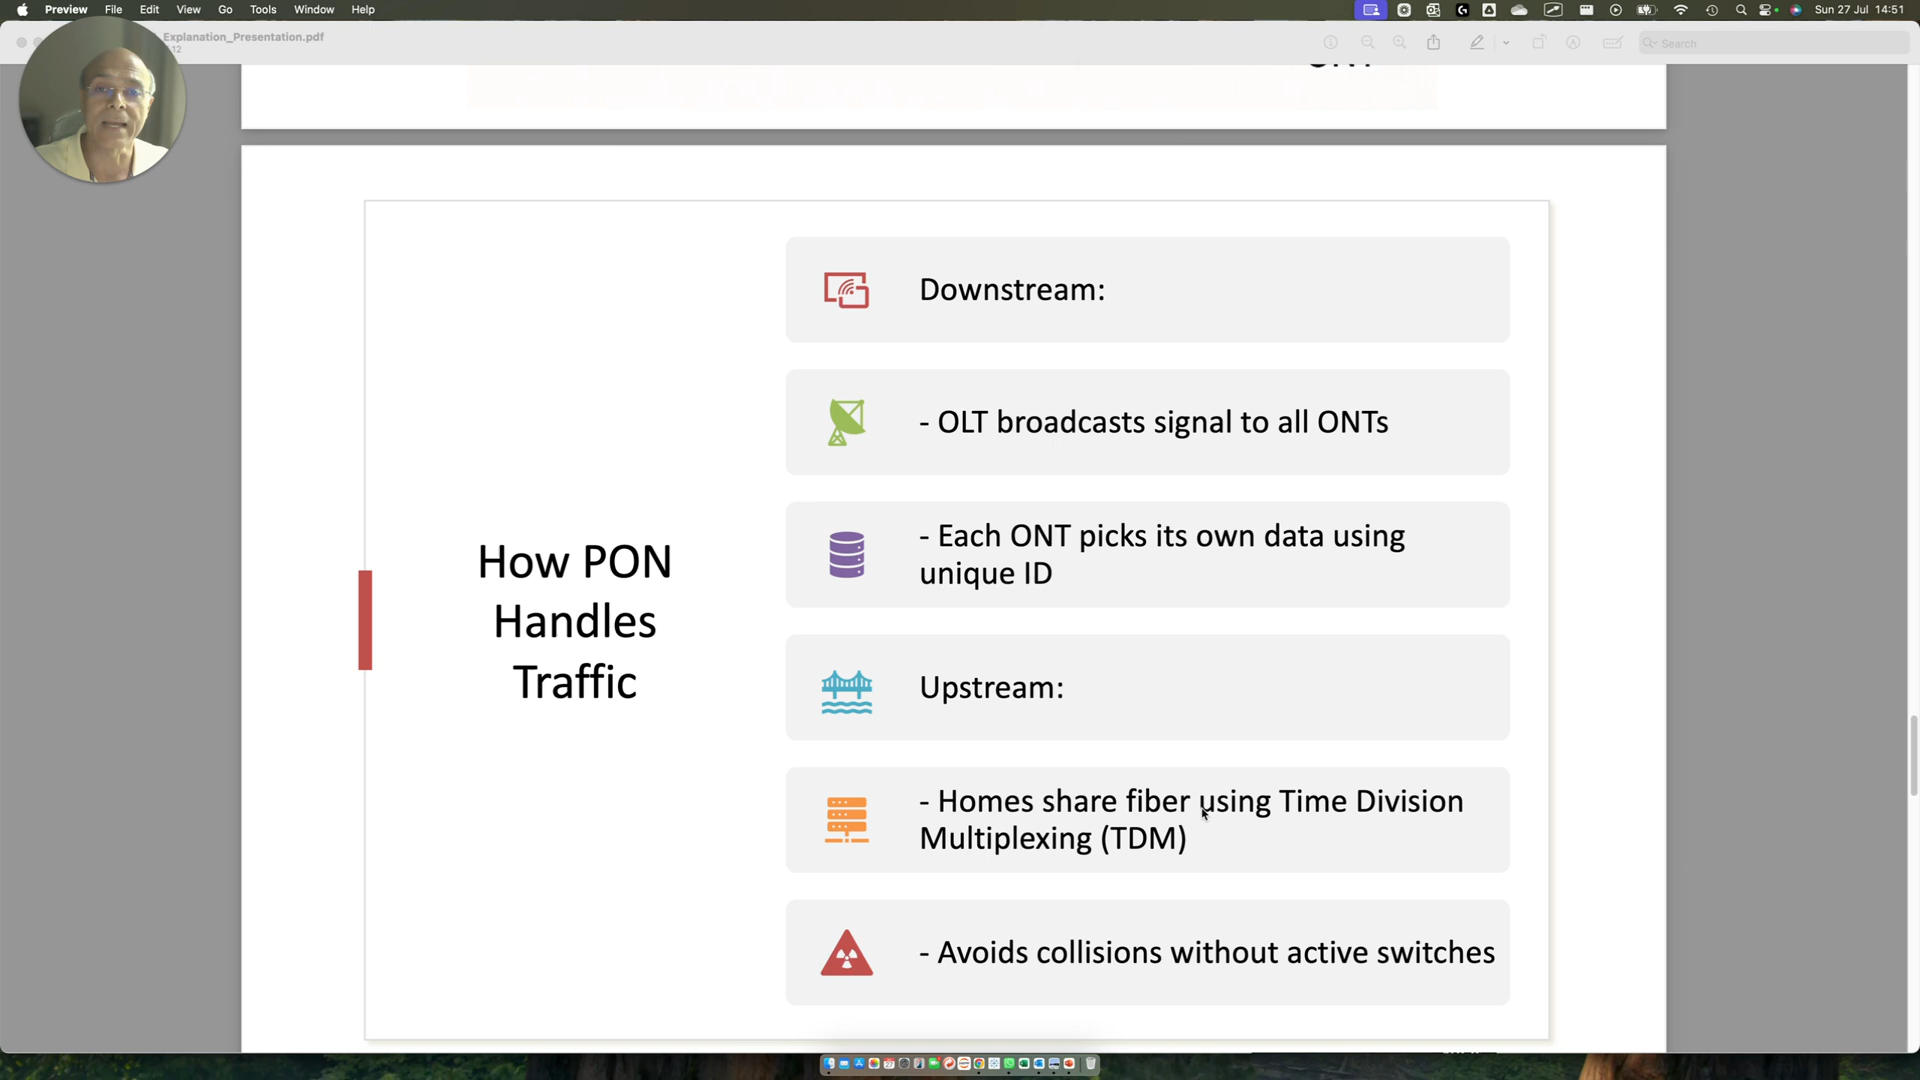 Preview File Edit View Go Tools Window Help
Sun 27 Jul 14:51
Explanation_Presentation.pdf
Search
How PON
Handles
Traffic
Downstream:
- OLT broadcasts signal to all ONTs
- Each ONT picks its own data using
unique ID
Upstream:
- Homes share fiber using Time Division
Multiplexing (TDM)
- Avoids collisions without active switches